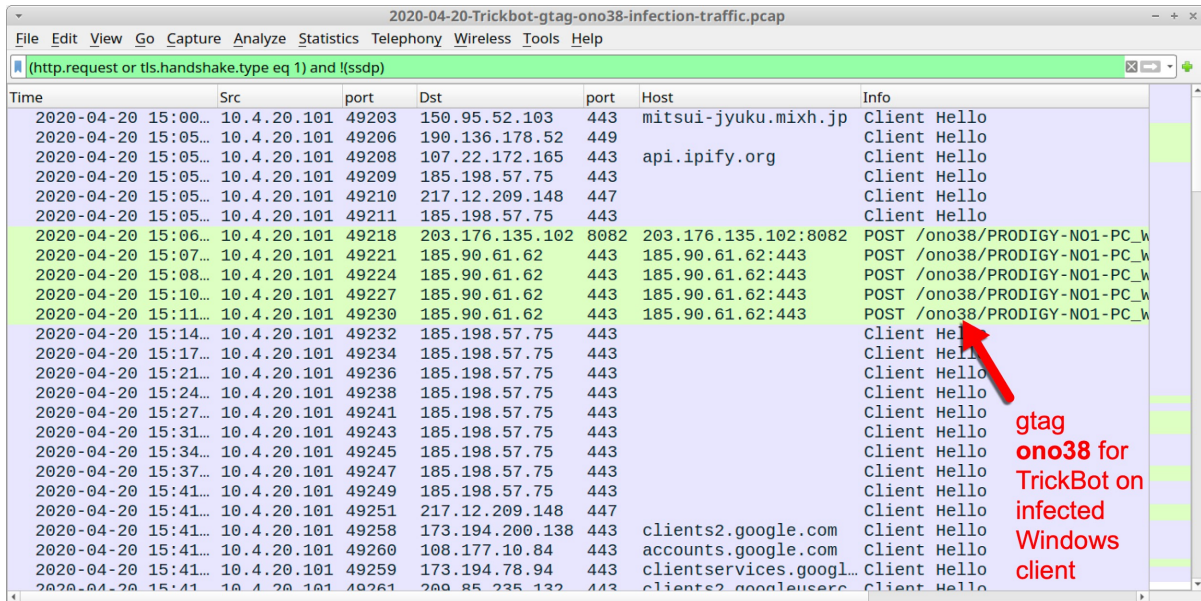 2020-04-20-Trickbot-gtag-ono38-infection-traffic.pcap
File Edit View Go Capture Analyze Statistics Telephony Wireless Tools Help
(http.request or tls.handshake.type eq 1) and !(ssdp)
Time Src port Dst port Host Info
2020-04-20 15:00… 10.4.20.101 49203 150.95.52.103 443 mitsui-jyuku.mixh.jp Client Hello
2020-04-20 15:05… 10.4.20.101 49206 190.136.178.52 449 Client Hello
2020-04-20 15:05… 10.4.20.101 49208 107.22.172.165 443 api.ipify.org Client Hello
2020-04-20 15:05… 10.4.20.101 49209 185.198.57.75 443 Client Hello
2020-04-20 15:05… 10.4.20.101 49210 217.12.209.148 447 Client Hello
2020-04-20 15:05… 10.4.20.101 49211 185.198.57.75 443 Client Hello
2020-04-20 15:06… 10.4.20.101 49218 203.176.135.102 8082 203.176.135.102:8082 POST /ono38/PRODIGY-NO1-PC_W
2020-04-20 15:07… 10.4.20.101 49221 185.90.61.62 443 185.90.61.62:443 POST /ono38/PRODIGY-NO1-PC_W
2020-04-20 15:08… 10.4.20.101 49224 185.90.61.62 443 185.90.61.62:443 POST /ono38/PRODIGY-NO1-PC_W
2020-04-20 15:10… 10.4.20.101 49227 185.90.61.62 443 185.90.61.62:443 POST /ono38/PRODIGY-NO1-PC_W
2020-04-20 15:11… 10.4.20.101 49230 185.90.61.62 443 185.90.61.62:443 POST /ono38/PRODIGY-NO1-PC_W
2020-04-20 15:14… 10.4.20.101 49232 185.198.57.75 443 Client Hello
2020-04-20 15:17… 10.4.20.101 49234 185.198.57.75 443 Client Hello
2020-04-20 15:21… 10.4.20.101 49236 185.198.57.75 443 Client Hello
2020-04-20 15:24… 10.4.20.101 49238 185.198.57.75 443 Client Hello
2020-04-20 15:27… 10.4.20.101 49241 185.198.57.75 443 Client Hello
2020-04-20 15:31… 10.4.20.101 49243 185.198.57.75 443 Client Hello
2020-04-20 15:34… 10.4.20.101 49245 185.198.57.75 443 Client Hello
2020-04-20 15:37… 10.4.20.101 49247 185.198.57.75 443 Client Hello
2020-04-20 15:41… 10.4.20.101 49249 185.198.57.75 443 Client Hello
2020-04-20 15:41… 10.4.20.101 49251 217.12.209.148 447 Client Hello
2020-04-20 15:41… 10.4.20.101 49258 173.194.200.138 443 clients2.google.com Client Hello
2020-04-20 15:41… 10.4.20.101 49260 108.177.10.84 443 accounts.google.com Client Hello
2020-04-20 15:41… 10.4.20.101 49259 173.194.78.94 443 clientservices.googl… Client Hello
2020-04-20 15:41 10.4.20.101 49261 209.85.235.132 443 clients2.googleuserc Client Hello
gtag
ono38 for
TrickBot on
infected
Windows
client